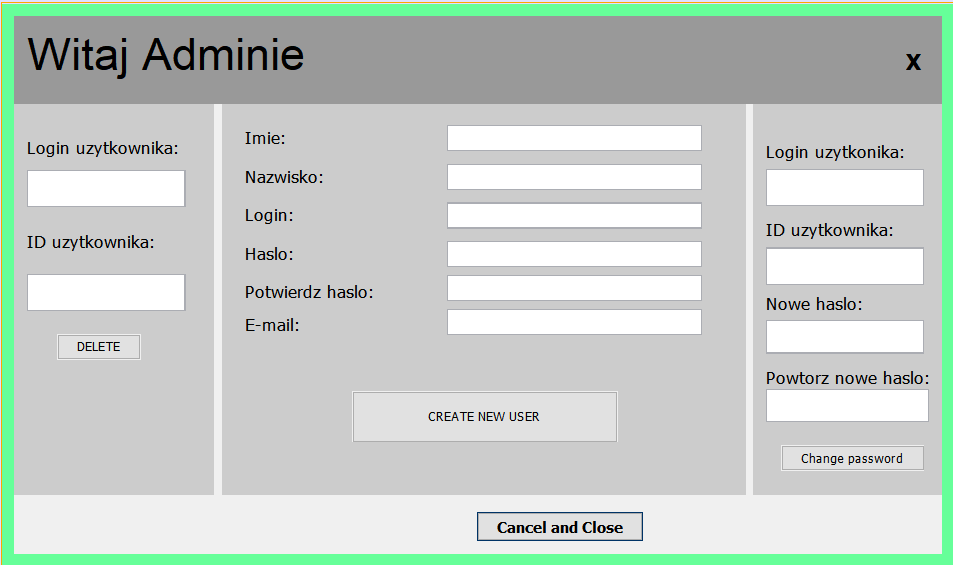 Witaj Adminie
x
Login uzytkownika:
ID uzytkownika:
DELETE
Imie:
Nazwisko:
Login:
Haslo:
Potwierdz haslo:
E-mail:
CREATE NEW USER
Login uzytkonika:
ID uzytkownika:
Nowe haslo:
Powtorz nowe haslo:
Change password
Cancel and Close